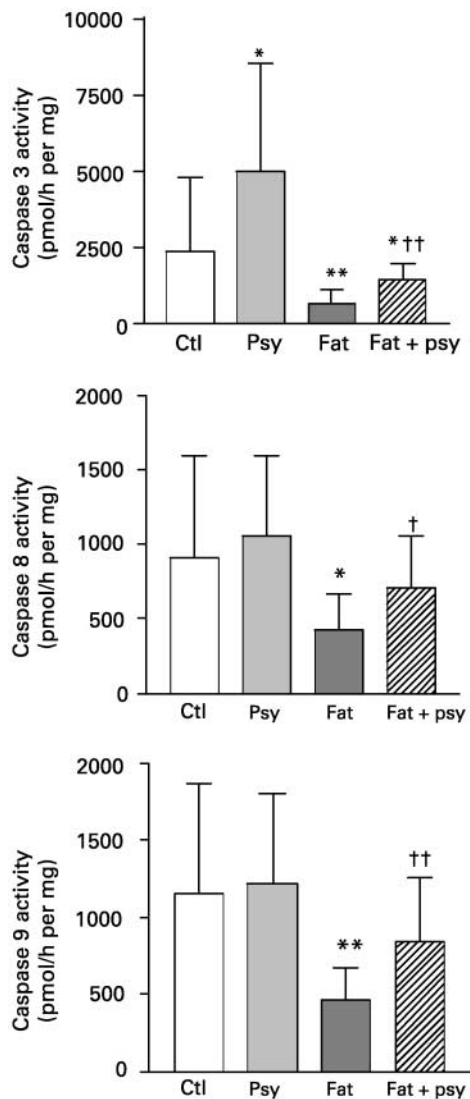 Caspase 3 activity
(pmol/h per mg)
10000
7500
5000
2500
0
*
**
* ††
Ctl Psy Fat Fat + psy
Caspase 8 activity
(pmol/h per mg)
2000
1500
1000
500
0
*
†
Ctl Psy Fat Fat + psy
Caspase 9 activity
(pmol/h per mg)
2000
1500
1000
500
0
**
††
Ctl Psy Fat Fat + psy